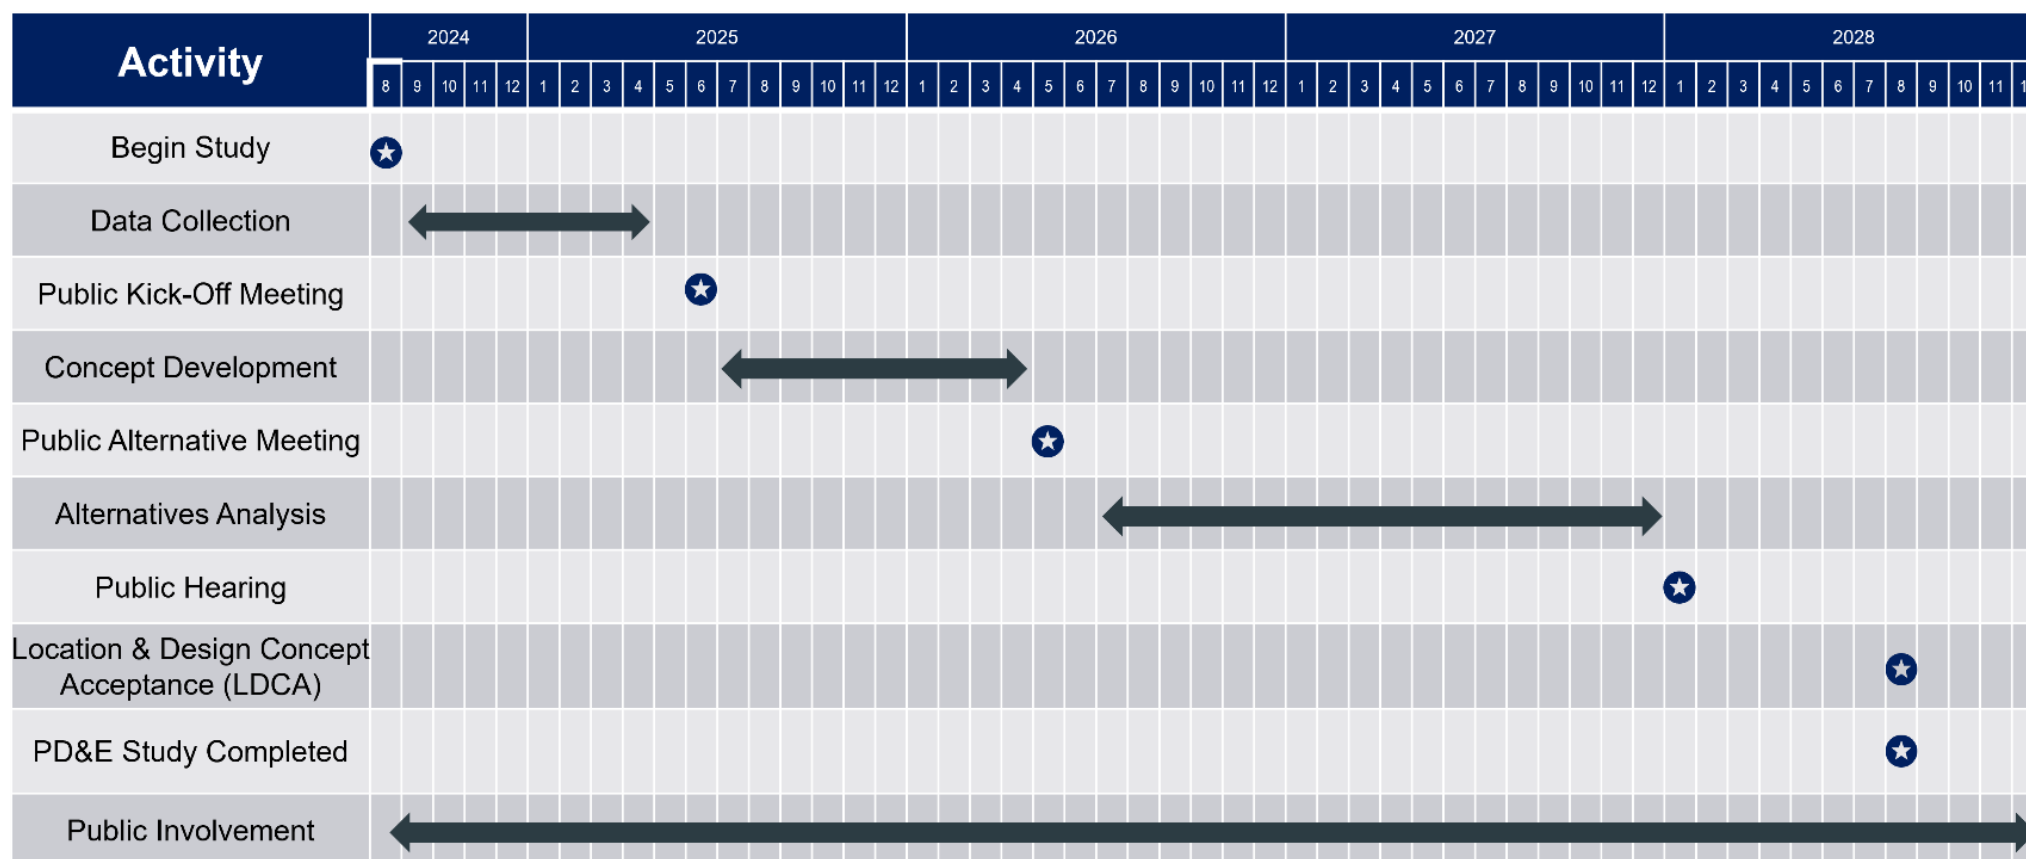 Activity
2024 2025 2026 2027 2028
8 9 10 11 12 1 2 3 4 5 6 7 8 9 10 11 12 1 2 3 4 5 6 7 8 9 10 11 12 1 2 3 4 5 6 7 8 9 10 11 12 1 2 3 4 5 6 7 8 9 10 11
Begin Study
Data Collection
Public Kick-Off Meeting
Concept Development
Public Alternative Meeting
Alternatives Analysis
Public Hearing
Location & Design Concept
Acceptance (LDCA)
PD&E Study Completed
Public Involvement